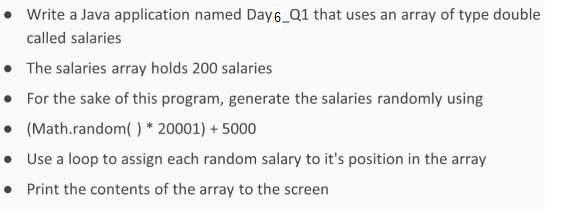 ● Write a Java application named Day6_Q1 that uses an array of type double
called salaries
● The salaries array holds 200 salaries
● For the sake of this program, generate the salaries randomly using
● (Math.random( ) * 20001) + 5000
● Use a loop to assign each random salary to it's position in the array
● Print the contents of the array to the screen